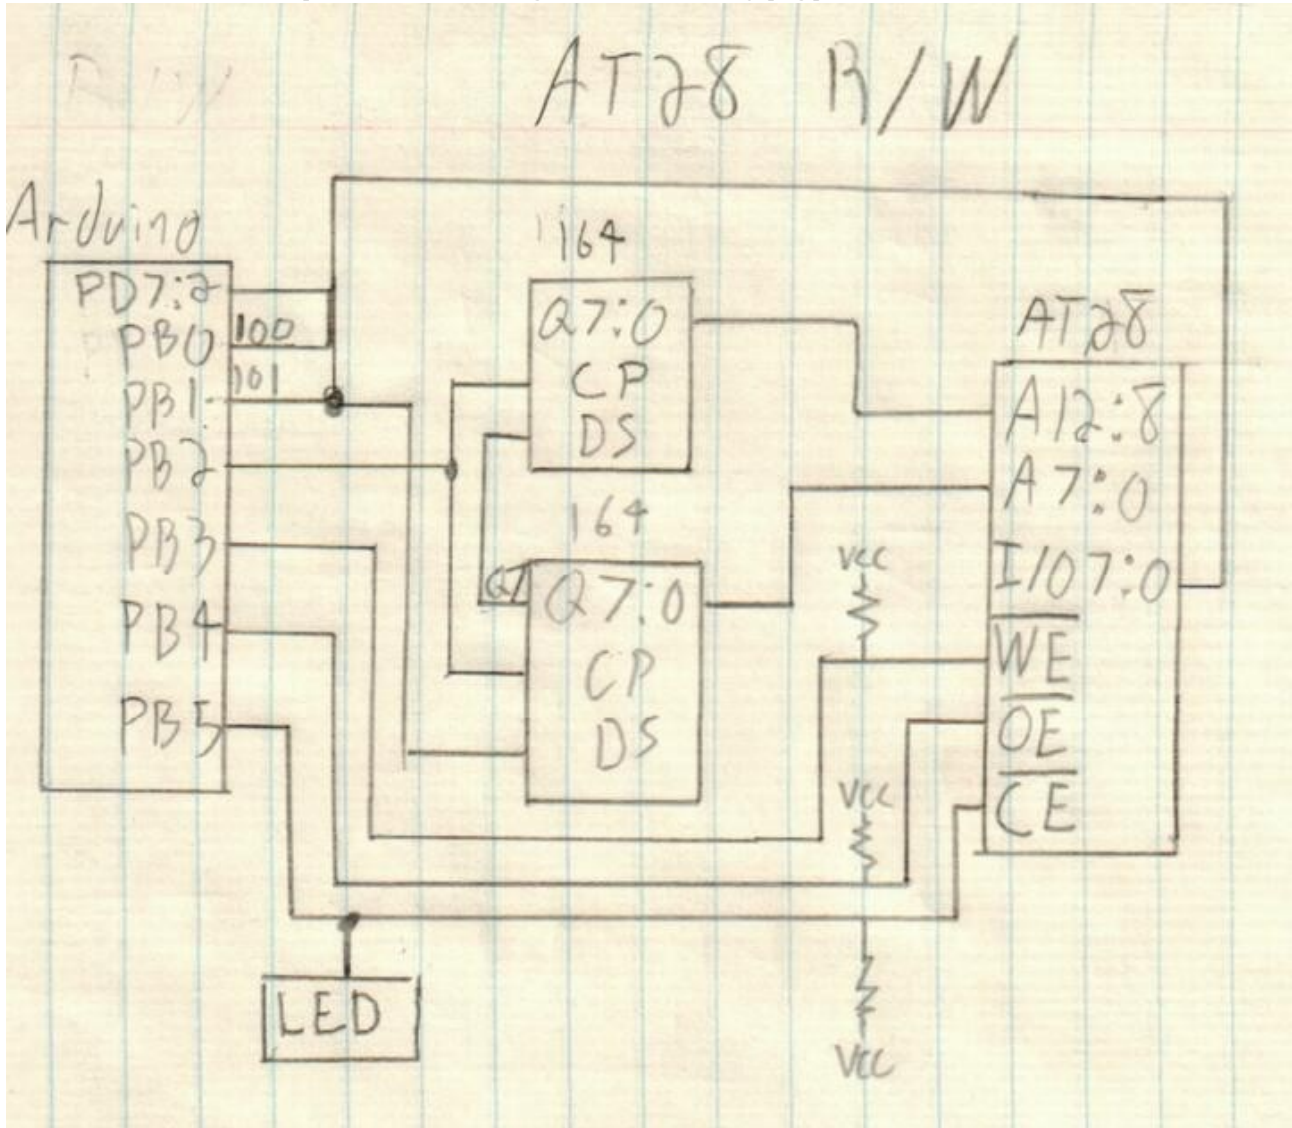 R/W
AT28 R/W
Arduino
PD7:2
PB0
100
PB1
101
PB2
PB3
PB4
PB5
164
Q7:0
CP
DS
164
Q7
Q7:0
CP
DS
AT28
A12:8
A7:0
I/O7:0
WE
OE
CE
VCC
VCC
VCC
LED